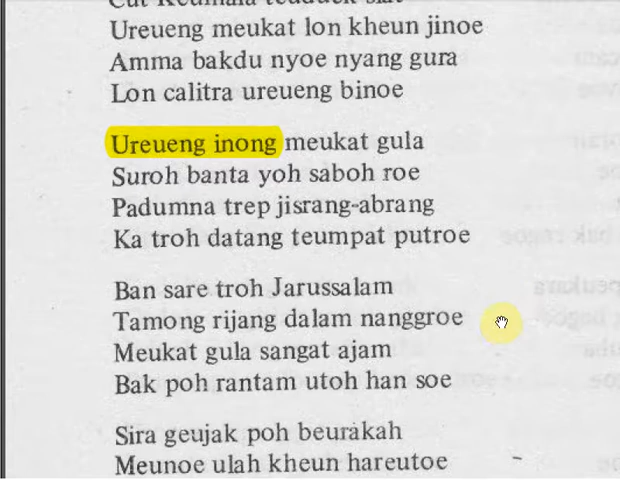 Ureueng meukat lon kheun jinoe
Amma bakdu nyoe nyang gura
Lon calitra ureueng binoe
Ureueng inong meukat gula
Suroh banta yoh saboh roe
Padumna trep jisrang-abrang
Ka troh datang teumpat putroe
Ban sare troh Jarussalam
Tamong rijang dalam nanggroe
Meukat gula sangat ajam
Bak poh rantam utoh han soe
Sira geujak poh beurakah
Meunoe ulah kheun hareutoe